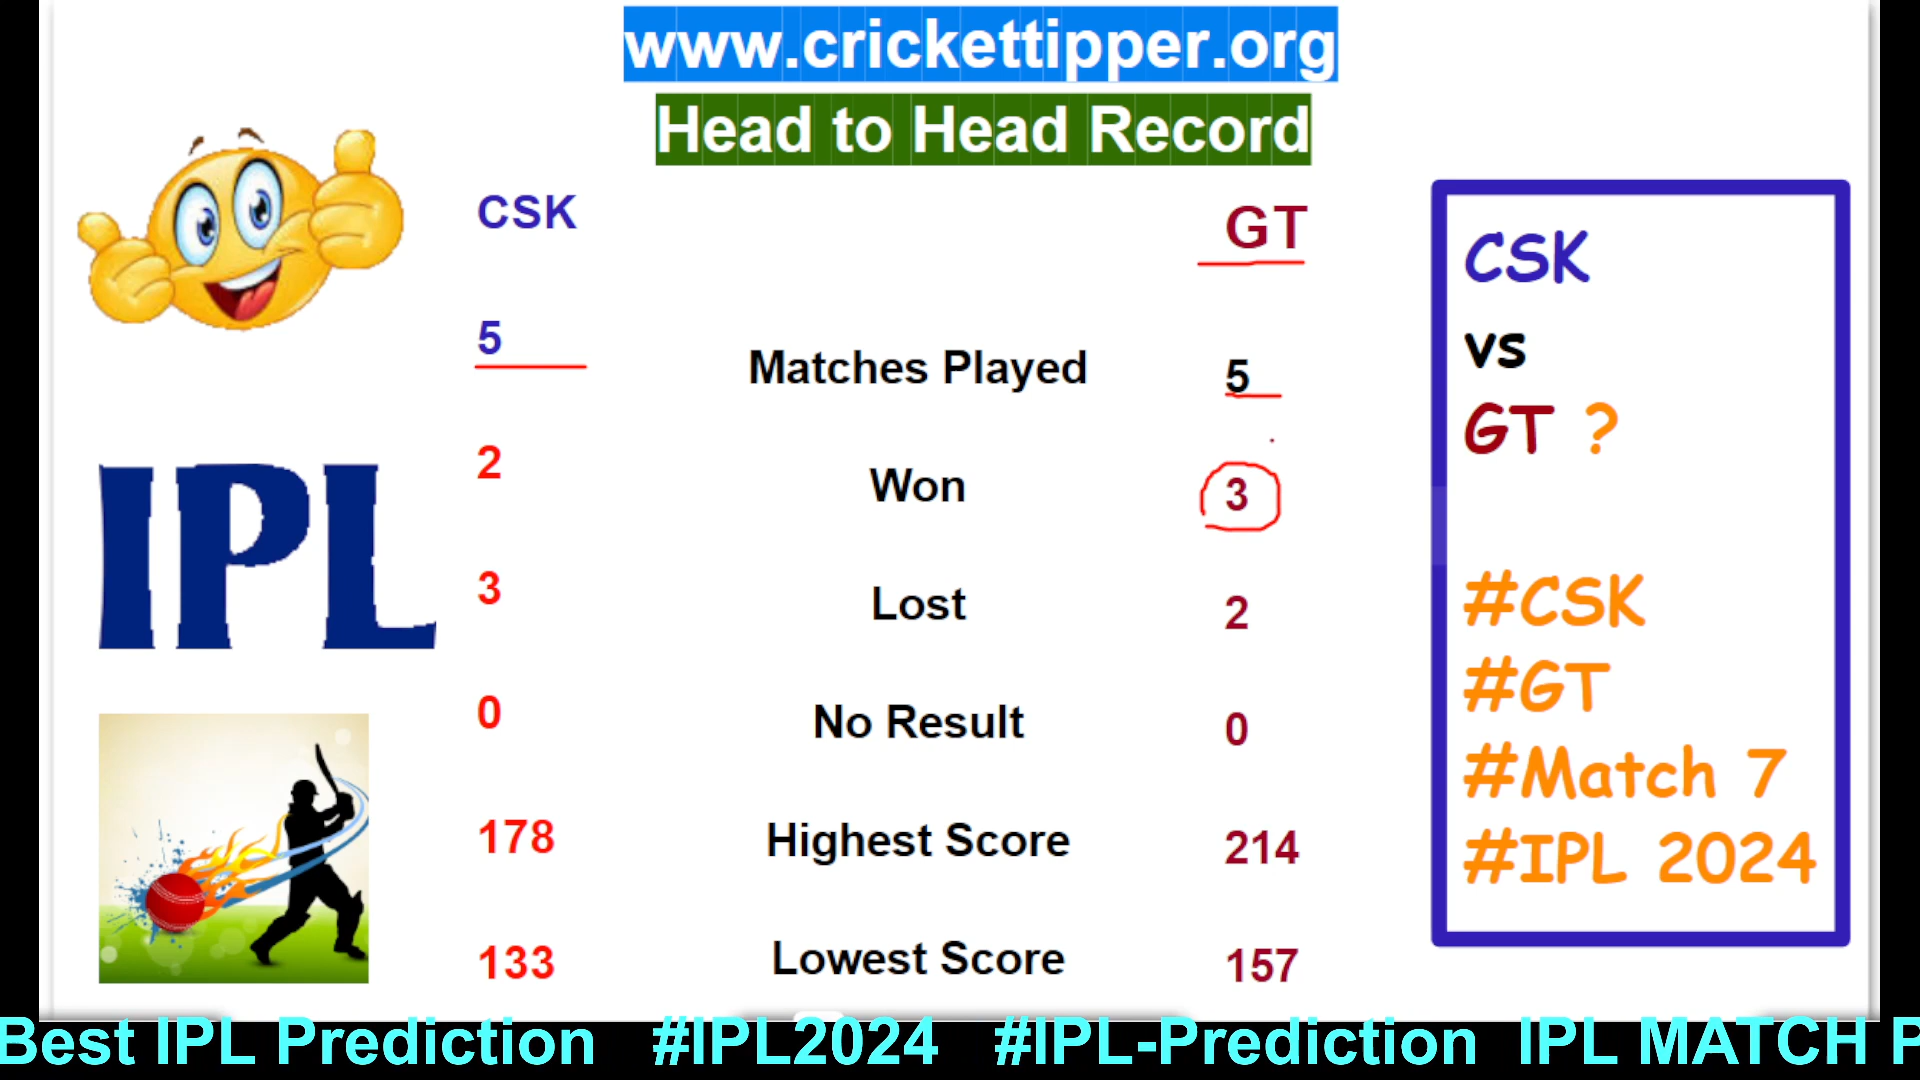 www.crickettipper.org
Head to Head Record
CSK
GT
5 Matches Played 5
2 Won 3
3 Lost 2
0 No Result 0
178 Highest Score 214
133 Lowest Score 157
IPL
CSK
vs
GT ?
#CSK
#GT
#Match 7
#IPL 2024
Best IPL Prediction #IPL2024 #IPL-Prediction IPL MATCH P